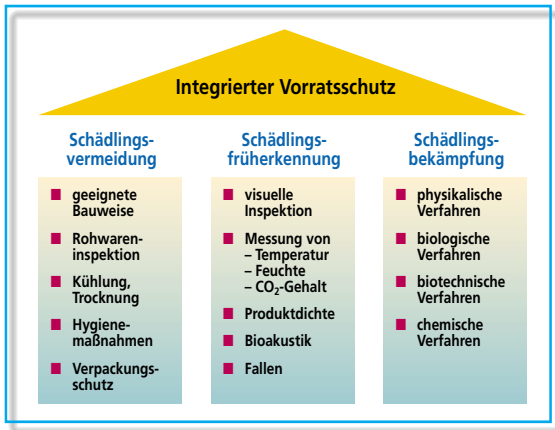 Integrierter Vorratsschutz
Schädlings-
vermeidung
geeignete
Bauweise
Rohwaren-
inspektion
Kühlung,
Trocknung
Hygiene-
maßnahmen
Verpackungs-
schutz
Schädlings-
früherkennung
visuelle
Inspektion
Messung von
– Temperatur
– Feuchte
– CO₂-Gehalt
Produktdichte
Bioakustik
Fallen
Schädlings-
bekämpfung
physikalische
Verfahren
biologische
Verfahren
biotechnische
Verfahren
chemische
Verfahren